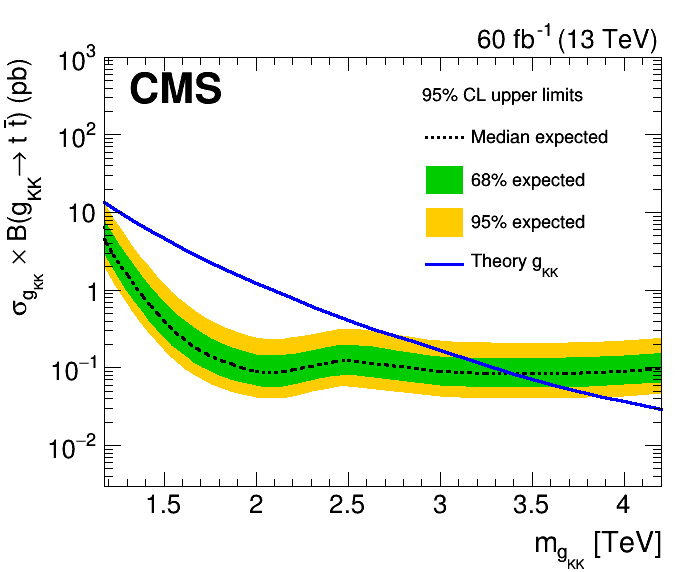 60 fb⁻¹ (13 TeV)
CMS
95% CL upper limits
Median expected
68% expected
95% expected
Theory g_KK
σ_g_KK × B(g_KK → t t̄) (pb)
10³
10²
10
1
10⁻¹
10⁻²
1.5 2 2.5 3 3.5 4
m_g_KK [TeV]